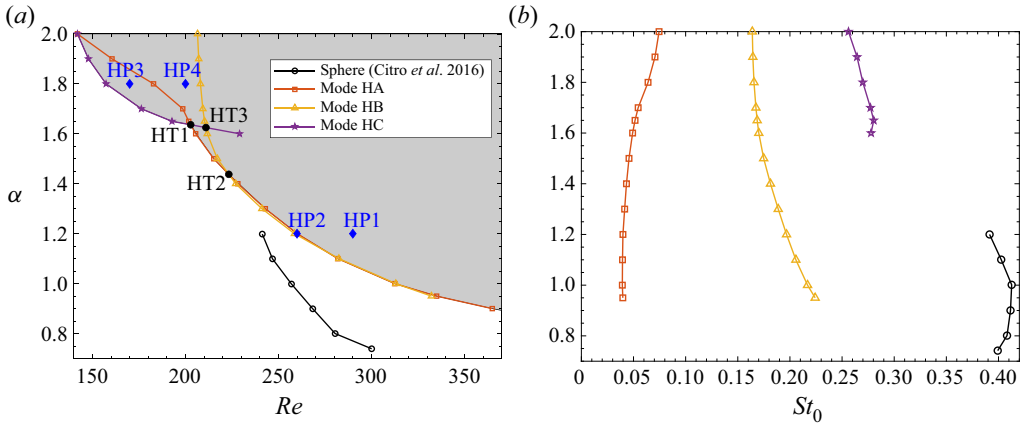 (a)
2.0
1.8
1.6
1.4
1.2
1.0
0.8
α
150
200
250
300
350
Re
HP3
HP4
HT3
HT1
HT2
HP2
HP1
Sphere (Citro et al. 2016)
Mode HA
Mode HB
Mode HC
(b)
2.0
1.8
1.6
1.4
1.2
1.0
0.8
0
0.05
0.10
0.15
0.20
0.25
0.30
0.35
0.40
St₀